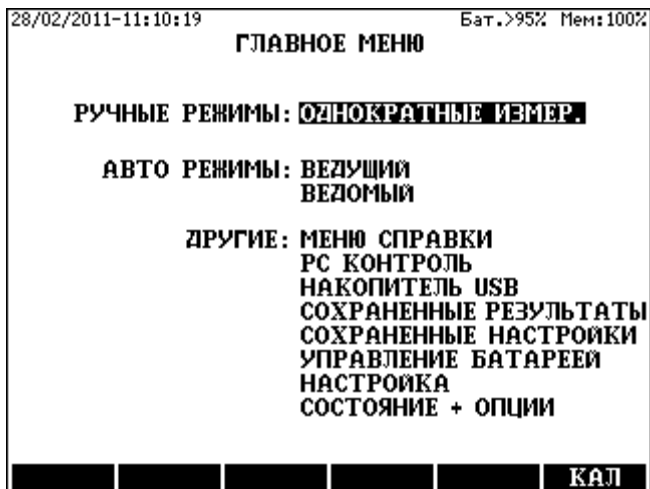 28/02/2011-11:10:19 Бат.>95% Мем:100%
ГЛАВНОЕ МЕНЮ
РУЧНЫЕ РЕЖИМЫ: ОДНОКРАТНЫЕ ИЗМЕР.
АВТО РЕЖИМЫ: ВЕДУЩИЙ
ВЕДОМЫЙ
ДРУГИЕ: МЕНЮ СПРАВКИ
PC КОНТРОЛЬ
НАКОПИТЕЛЬ USB
СОХРАНЕННЫЕ РЕЗУЛЬТАТЫ
СОХРАНЕННЫЕ НАСТРОЙКИ
УПРАВЛЕНИЕ БАТАРЕЕЙ
НАСТРОЙКА
СОСТОЯНИЕ + ОПЦИИ
КАЛ